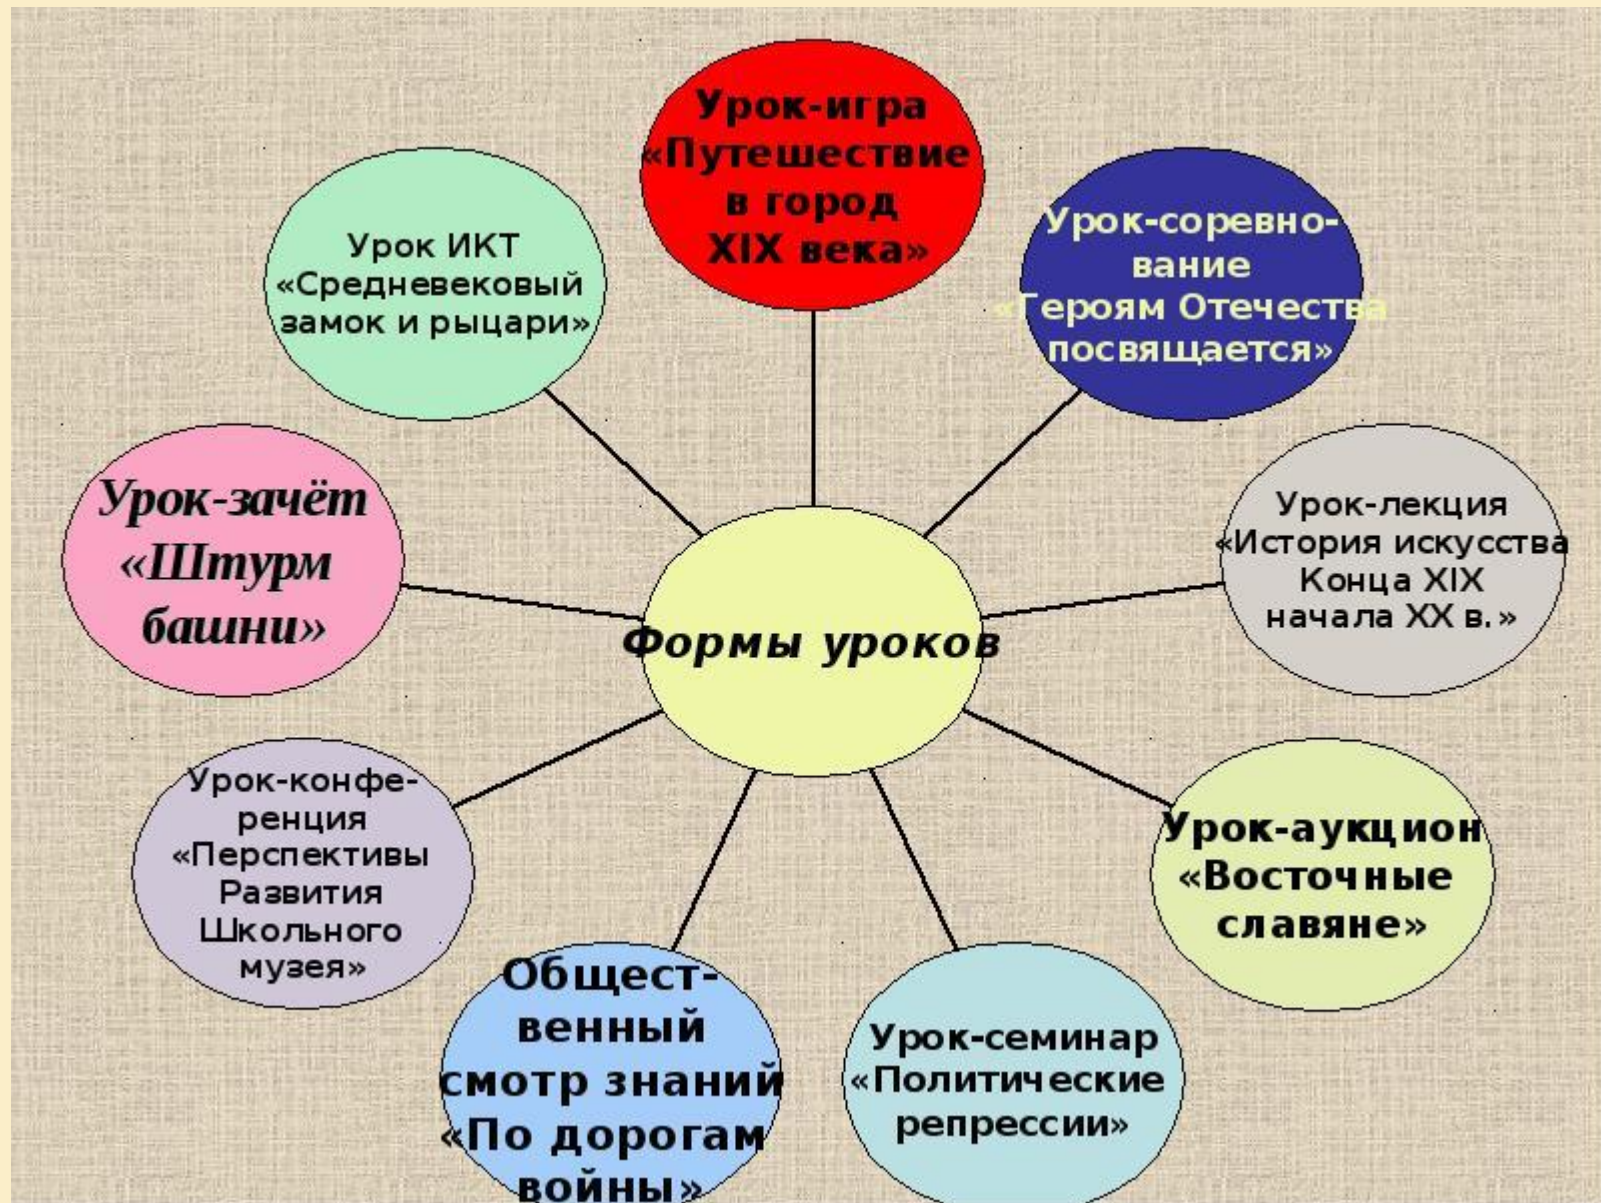 Урок-игра
«Путешествие
в город
XIX века»
Урок-соревно-
вание
«Героям Отечества
посвящается»
Урок-лекция
«История искусства
Конца XIX
начала XX в.»
Урок-аукцион
«Восточные
славяне»
Урок-семинар
«Политические
репрессии»
Общест-
венный
смотр знаний
«По дорогам
войны»
Урок-конфе-
ренция
«Перспективы
Развития
Школьного
музея»
Урок-зачёт
«Штурм
башни»
Урок ИКТ
«Средневековый
замок и рыцари»
Формы уроков